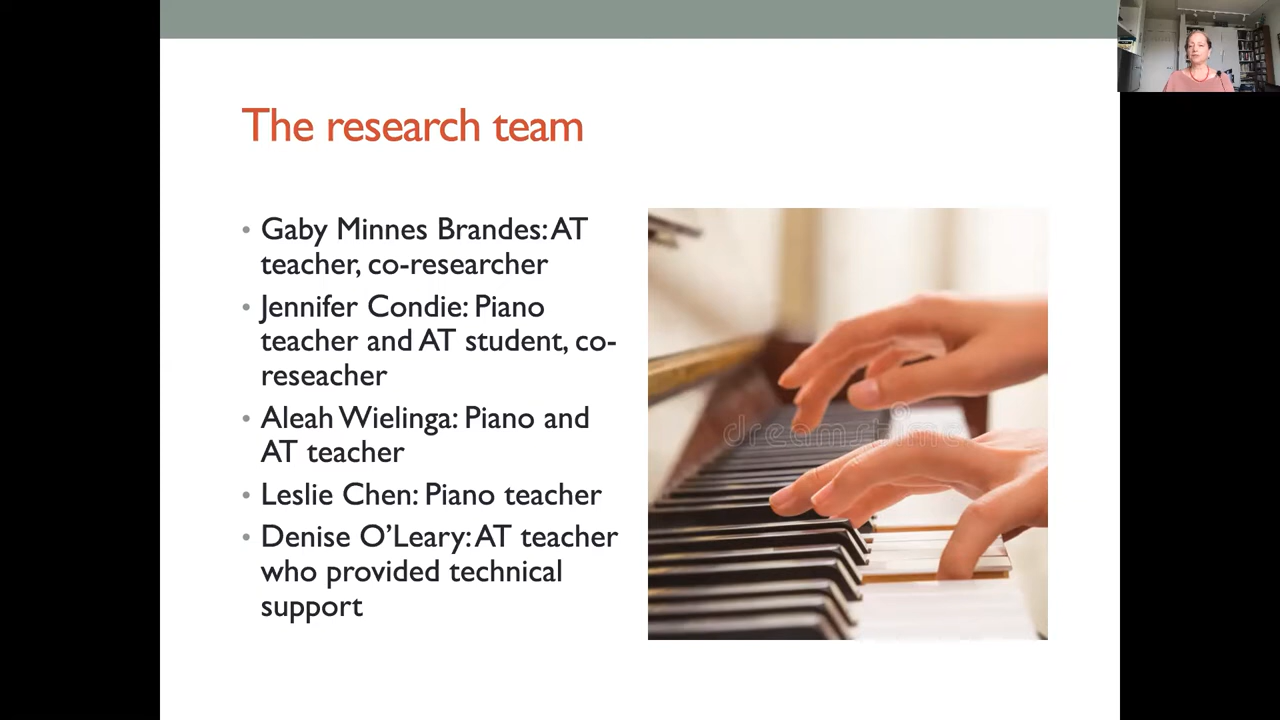 The research team
• Gaby Minnes Brandes: AT
teacher, co-researcher
• Jennifer Condie: Piano
teacher and AT student, co-
reseacher
• Aleah Wielinga: Piano and
AT teacher
• Leslie Chen: Piano teacher
• Denise O’Leary: AT teacher
who provided technical
support
dreamstime